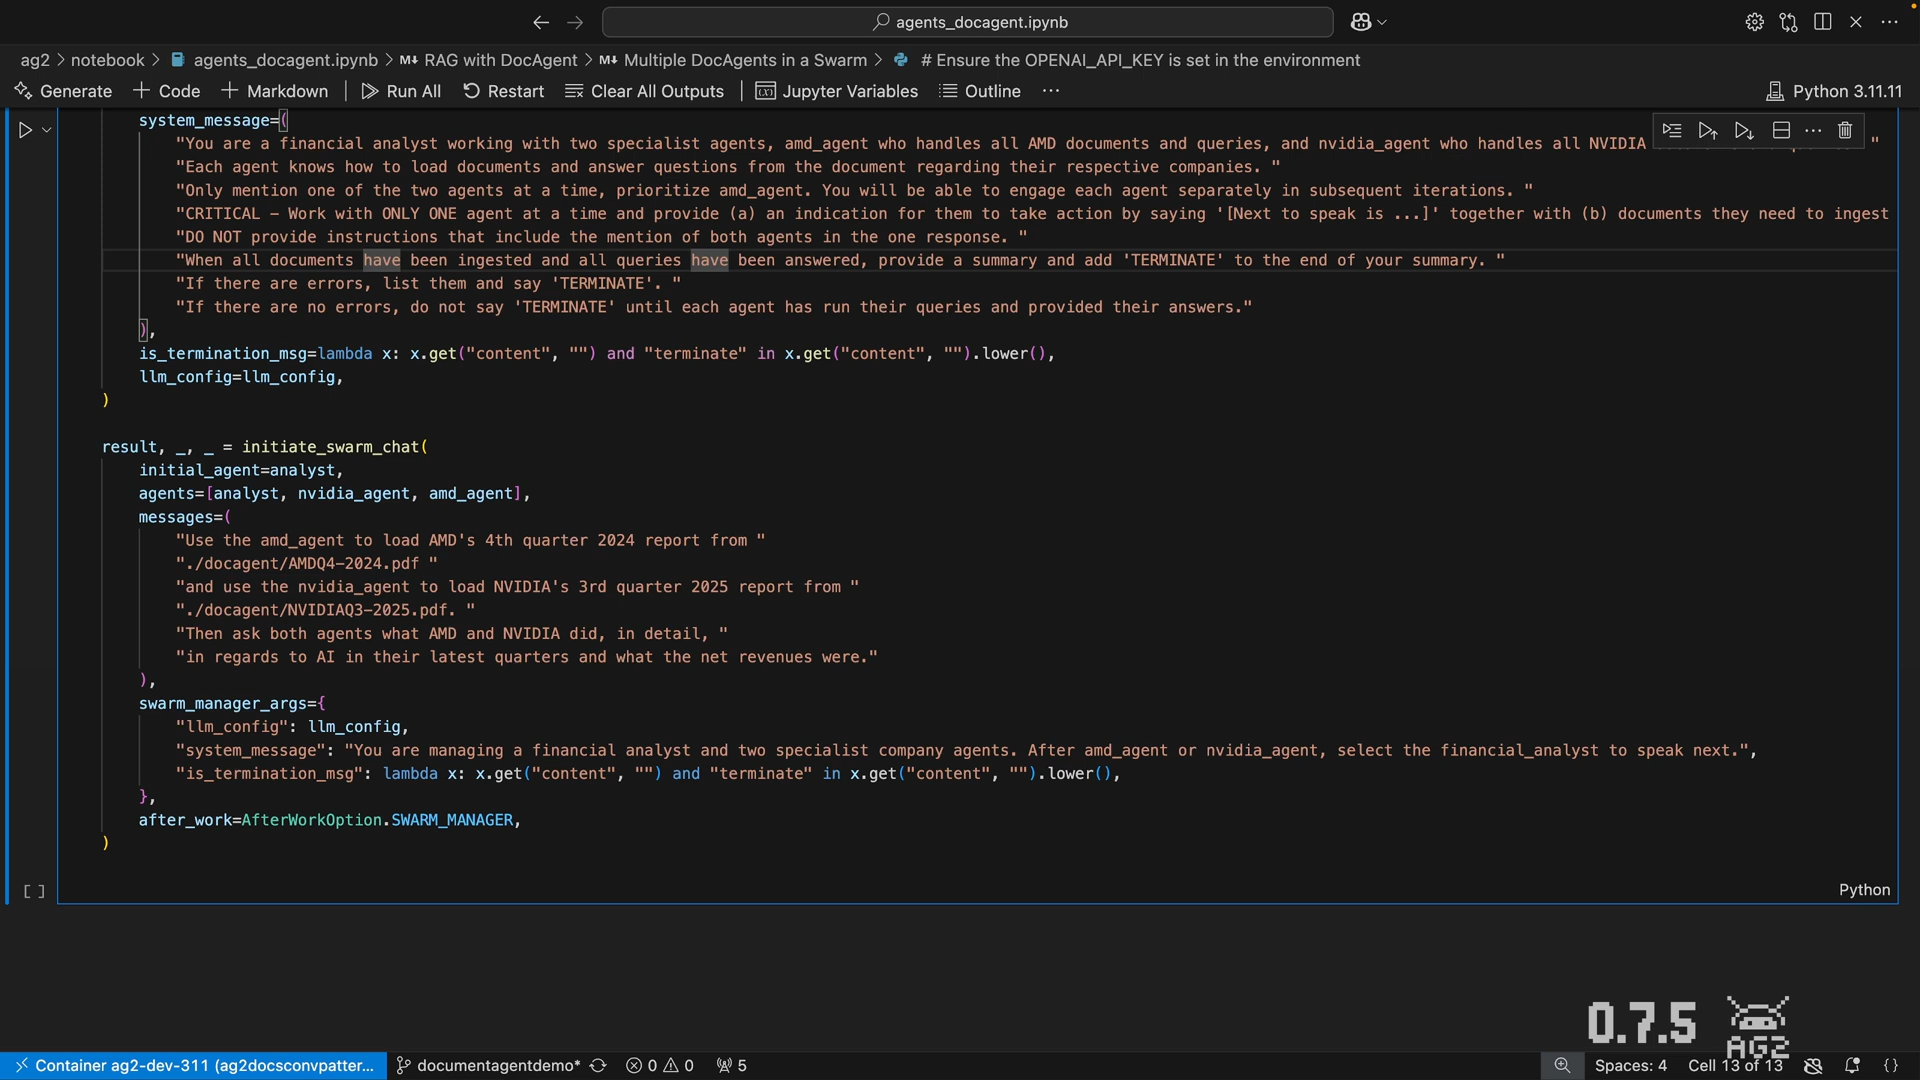 agents_docagent.ipynb
ag2 > notebook > agents_docagent.ipynb > M↓ RAG with DocAgent > M↓ Multiple DocAgents in a Swarm > # Ensure the OPENAI_API_KEY is set in the environment
Generate + Code + Markdown | Run All Restart Clear All Outputs | Jupyter Variables Outline ... Python 3.11.11
system_message=(
"You are a financial analyst working with two specialist agents, amd_agent who handles all AMD documents and queries, and nvidia_agent who handles all NVIDIA "
"Each agent knows how to load documents and answer questions from the document regarding their respective companies. "
"Only mention one of the two agents at a time, prioritize amd_agent. You will be able to engage each agent separately in subsequent iterations. "
"CRITICAL - Work with ONLY ONE agent at a time and provide (a) an indication for them to take action by saying '[Next to speak is ...]' together with (b) documents they need to ingest
"DO NOT provide instructions that include the mention of both agents in the one response. "
"When all documents have been ingested and all queries have been answered, provide a summary and add 'TERMINATE' to the end of your summary. "
"If there are errors, list them and say 'TERMINATE'. "
"If there are no errors, do not say 'TERMINATE' until each agent has run their queries and provided their answers."
),
is_termination_msg=lambda x: x.get("content", "") and "terminate" in x.get("content", "").lower(),
llm_config=llm_config,
)
result, _, _ = initiate_swarm_chat(
initial_agent=analyst,
agents=[analyst, nvidia_agent, amd_agent],
messages=(
"Use the amd_agent to load AMD's 4th quarter 2024 report from "
"./docagent/AMDQ4-2024.pdf "
"and use the nvidia_agent to load NVIDIA's 3rd quarter 2025 report from "
"./docagent/NVIDIAQ3-2025.pdf. "
"Then ask both agents what AMD and NVIDIA did, in detail, "
"in regards to AI in their latest quarters and what the net revenues were."
),
swarm_manager_args={
"llm_config": llm_config,
"system_message": "You are managing a financial analyst and two specialist company agents. After amd_agent or nvidia_agent, select the financial_analyst to speak next.",
"is_termination_msg": lambda x: x.get("content", "") and "terminate" in x.get("content", "").lower(),
},
after_work=AfterWorkOption.SWARM_MANAGER,
)
[ ]
Python
0.7.5 AG2
Container ag2-dev-311 (ag2docsconvpatter... documentagentdemo* 0 0 5 Spaces: 4 Cell 13 of 13 {}